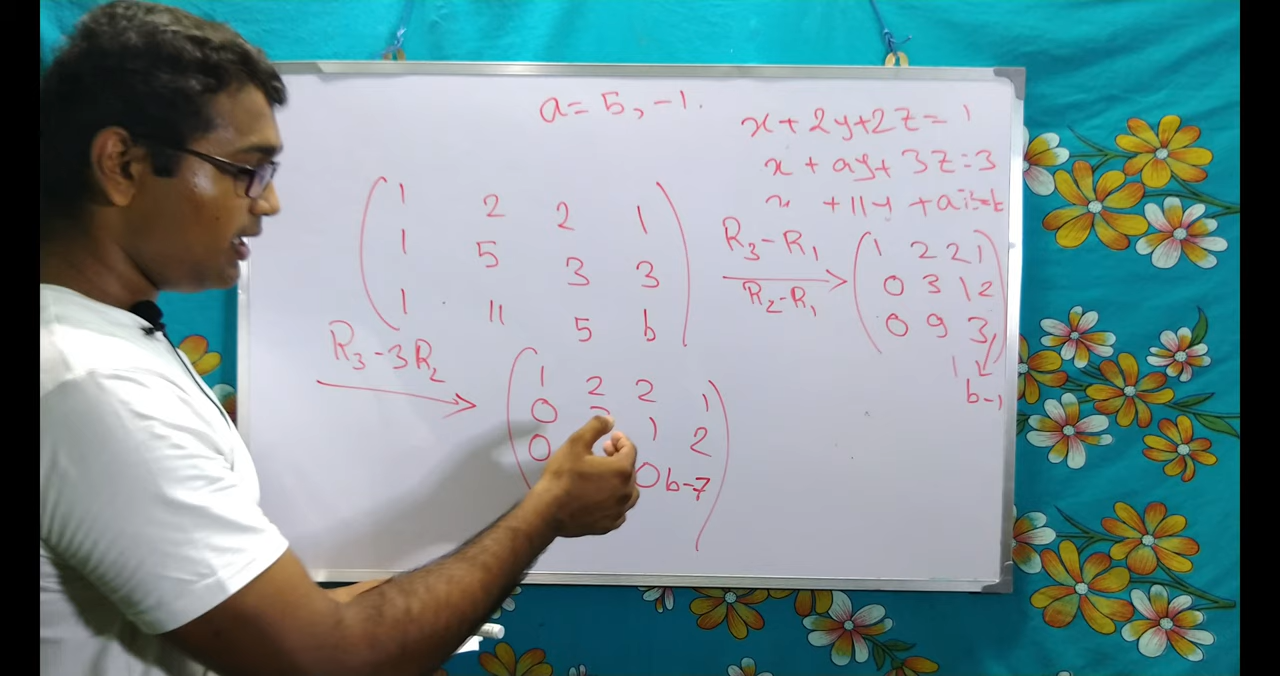 a = 5, -1.
x + 2y + 2z = 1
x + ay + 3z = 3
x + 11y + a
1 2 2 1
1 5 3 3
1 11 5 b
R3 - R1
R2 - R1
1 2 2 1
0 3 1 2
0 9 3
b-1
R3 - 3R2
1 2 2 1
0 1 2
0 0 b-7